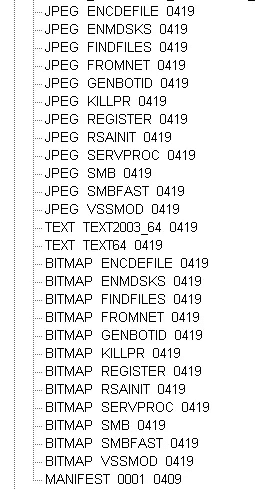 JPEG ENCDEFILE 0419
JPEG ENMDSKS 0419
JPEG FINDFILES 0419
JPEG FROMNET 0419
JPEG GENBOTID 0419
JPEG KILLPR 0419
JPEG REGISTER 0419
JPEG RSAINIT 0419
JPEG SERVPROC 0419
JPEG SMB 0419
JPEG SMBFAST 0419
JPEG VSSMOD 0419
TEXT TEXT2003_64 0419
TEXT TEXT64 0419
BITMAP ENCDEFILE 0419
BITMAP ENMDSKS 0419
BITMAP FINDFILES 0419
BITMAP FROMNET 0419
BITMAP GENBOTID 0419
BITMAP KILLPR 0419
BITMAP REGISTER 0419
BITMAP RSAINIT 0419
BITMAP SERVPROC 0419
BITMAP SMB 0419
BITMAP SMBFAST 0419
BITMAP VSSMOD 0419
MANIFEST 0001 0409